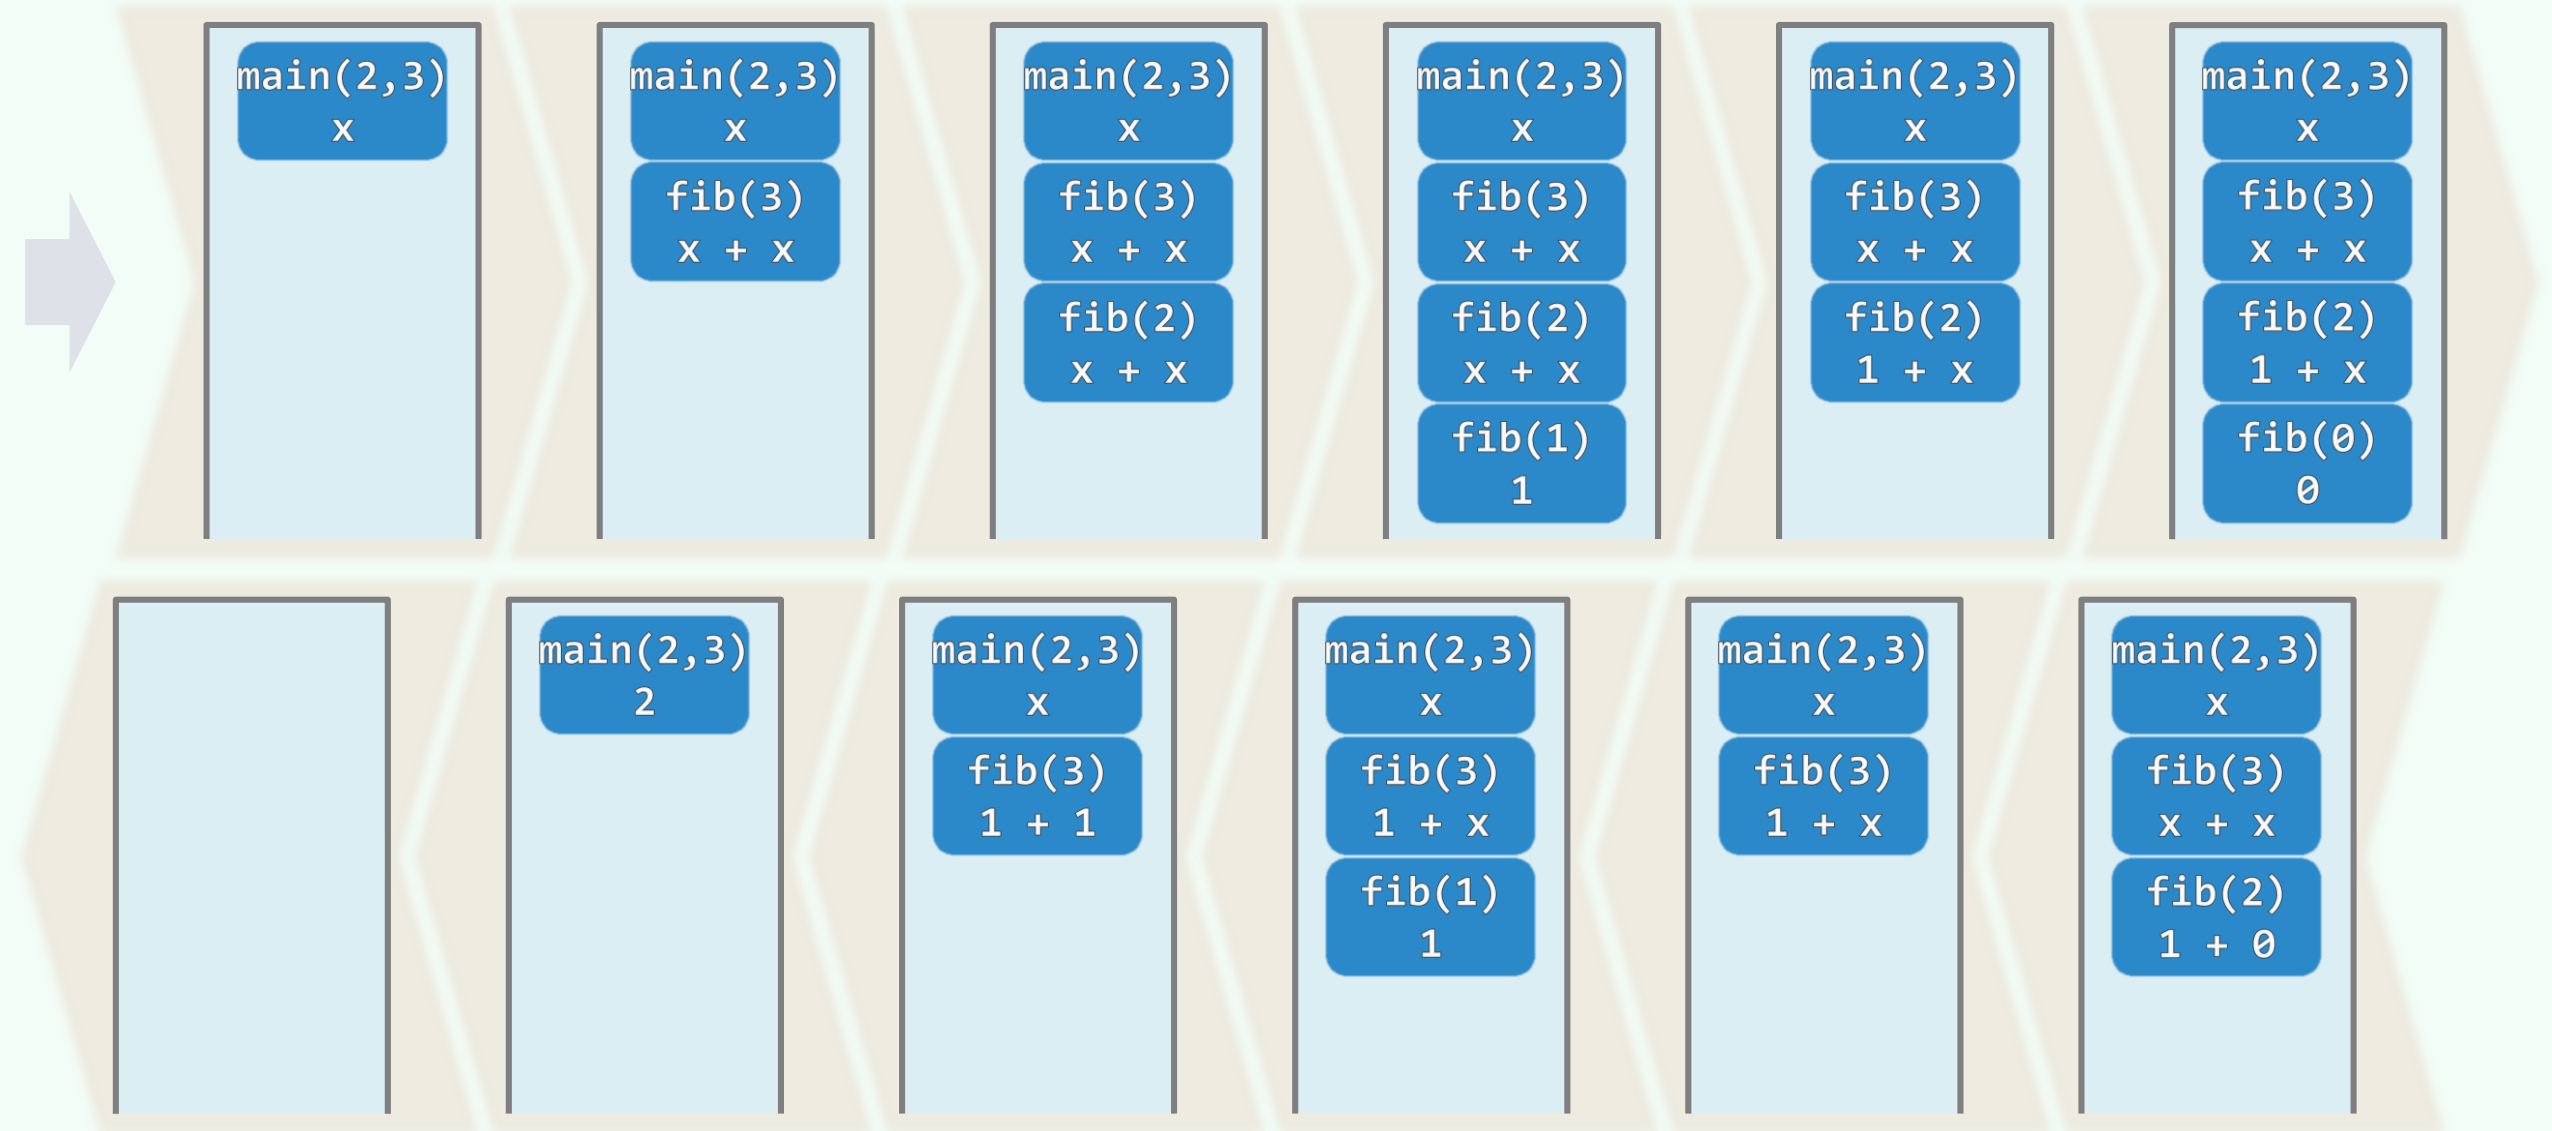 main(2,3)
x
main(2,3)
x
fib(3)
x + x
main(2,3)
x
fib(3)
x + x
fib(2)
x + x
main(2,3)
x
fib(3)
x + x
fib(2)
x + x
fib(1)
1
main(2,3)
x
fib(3)
x + x
fib(2)
1 + x
main(2,3)
x
fib(3)
x + x
fib(2)
1 + x
fib(0)
0
main(2,3)
x
fib(3)
x + x
fib(2)
1 + 0
main(2,3)
x
fib(3)
1 + x
main(2,3)
x
fib(3)
1 + x
fib(1)
1
main(2,3)
x
fib(3)
1 + 1
main(2,3)
2